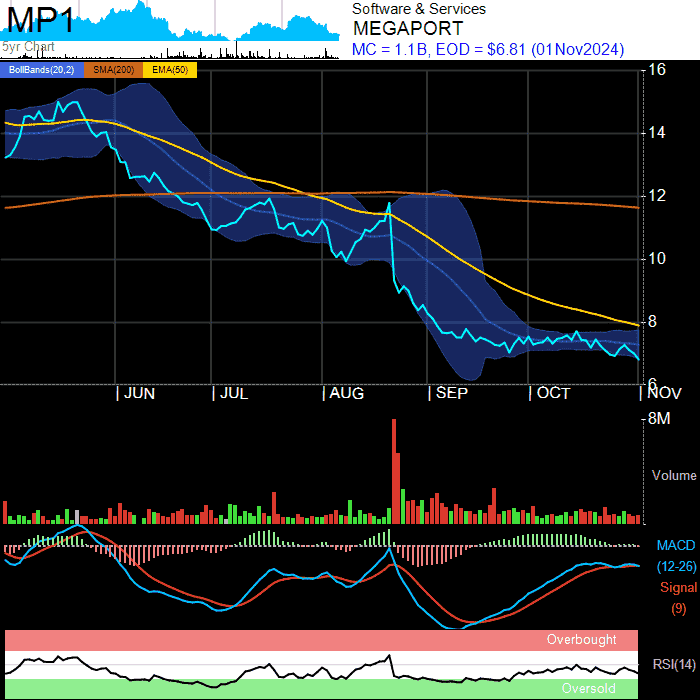 MP1
5yr Chart
Software & Services
MEGAPORT
MC = 1.1B, EOD = $6.81 (01Nov2024)
BollBands(20,2) SMA(200) EMA(50)
16
14
12
10
8
6
JUN JUL AUG SEP OCT NOV
8M
Volume
MACD
(12-26)
Signal
(9)
Overbought
RSI(14)
Oversold